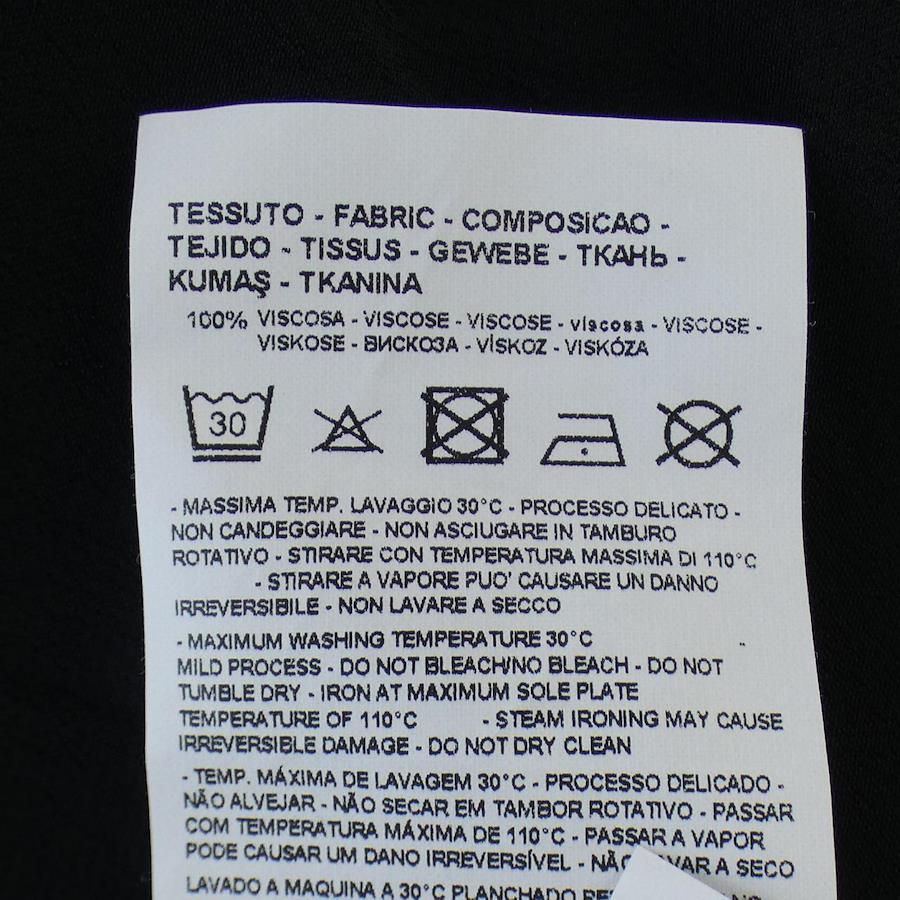 TESSUTO - FABRIC - COMPOSICAO -
TEJIDO - TISSUS - GEWEBE - ТКАНЬ -
KUMAŞ - TKANINA
100% VISCOSA - VISCOSE - VISCOSE - viscosa - VISCOSE -
VISKOSE - ВИСКОЗА - VİSKOZ - VISKÓZA
30
- MASSIMA TEMP. LAVAGGIO 30°C - PROCESSO DELICATO -
NON CANDEGGIARE - NON ASCIUGARE IN TAMBURO
ROTATIVO - STIRARE CON TEMPERATURA MASSIMA DI 110°C
- STIRARE A VAPORE PUO' CAUSARE UN DANNO
IRREVERSIBILE - NON LAVARE A SECCO
- MAXIMUM WASHING TEMPERATURE 30°C
MILD PROCESS - DO NOT BLEACH/NO BLEACH - DO NOT
TUMBLE DRY - IRON AT MAXIMUM SOLE PLATE
TEMPERATURE OF 110°C - STEAM IRONING MAY CAUSE
IRREVERSIBLE DAMAGE - DO NOT DRY CLEAN
- TEMP. MÁXIMA DE LAVAGEM 30°C - PROCESSO DELICADO -
NÃO ALVEJAR - NÃO SECAR EM TAMBOR ROTATIVO - PASSAR
COM TEMPERATURA MÁXIMA DE 110°C - PASSAR A VAPOR
PODE CAUSAR UM DANO IRREVERSÍVEL - A SECO
LAVADO A MAQUINA A 30°C PLANCHADO